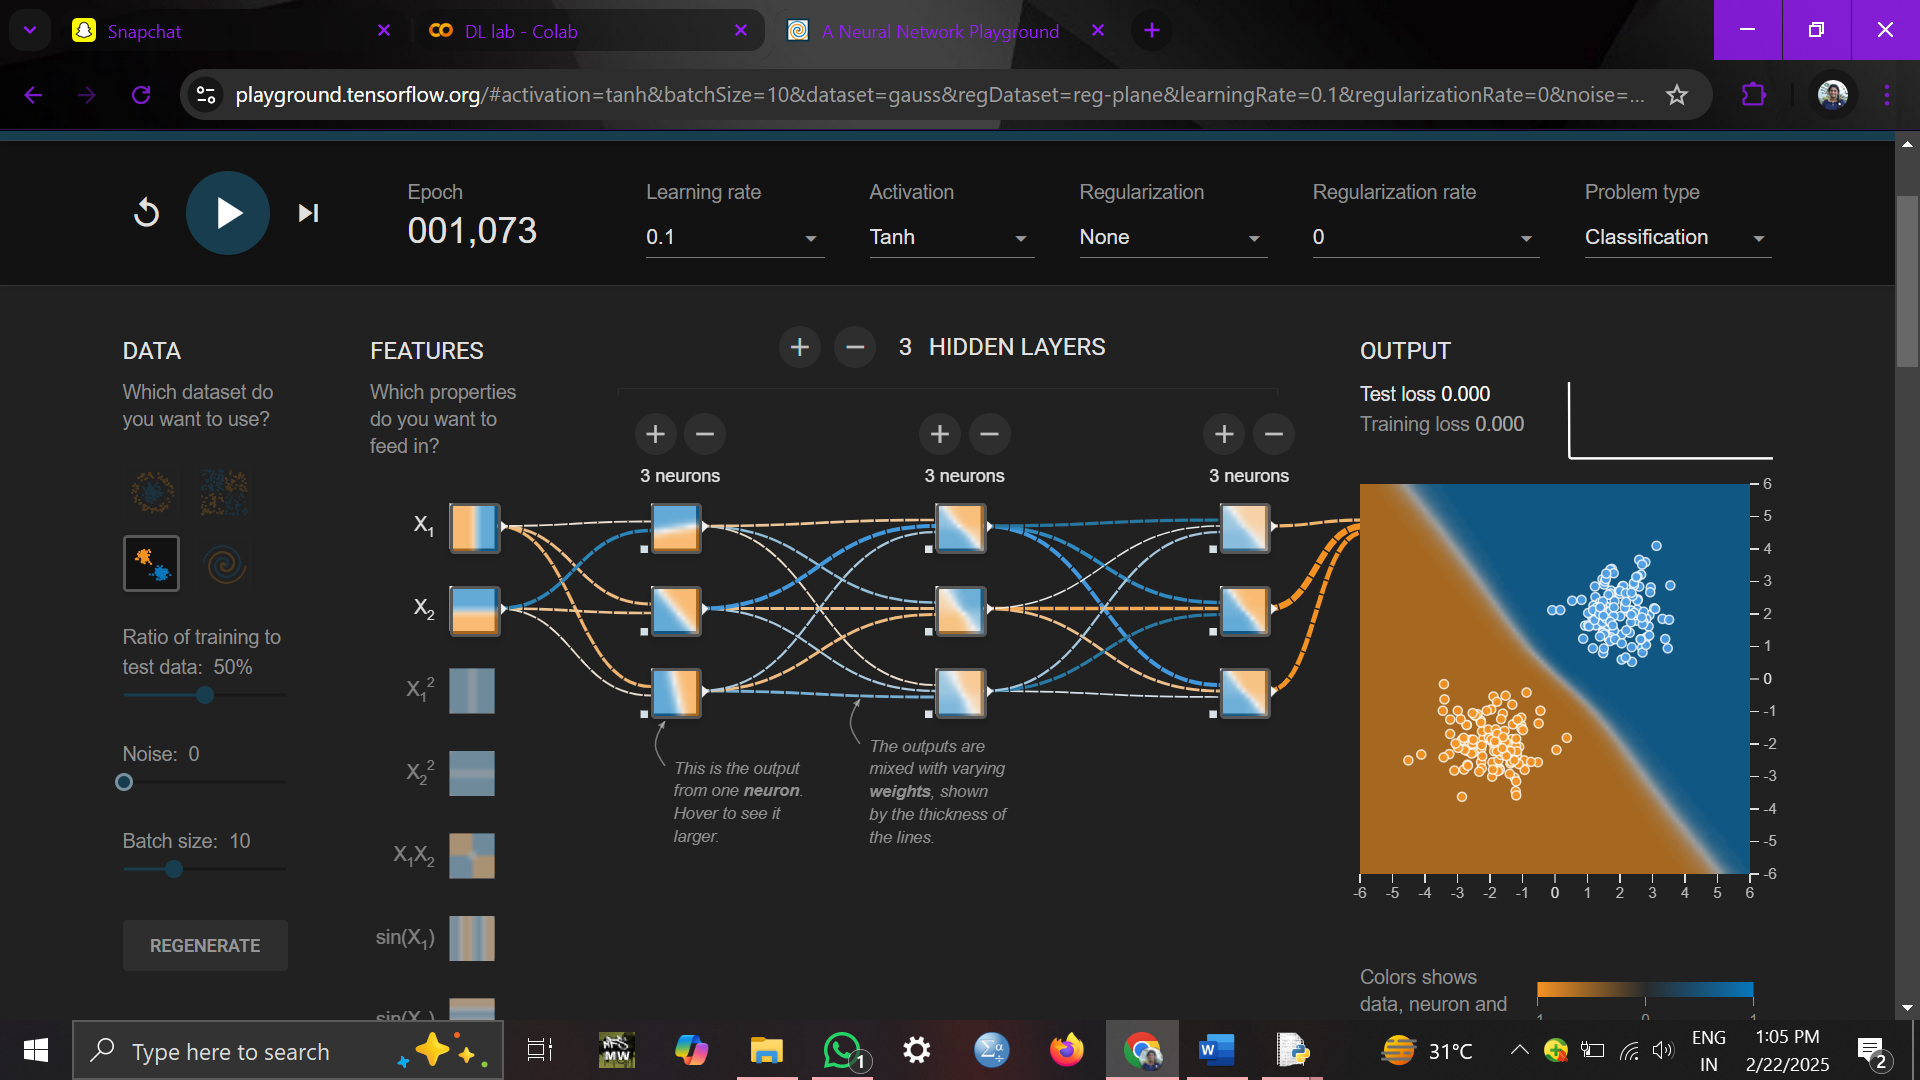 Snapchat
DL lab - Colab
A Neural Network Playground
playground.tensorflow.org/#activation=tanh&batchSize=10&dataset=gauss&regDataset=reg-plane&learningRate=0.1&regularizationRate=0&noise=...
Epoch
001,073
Learning rate
0.1
Activation
Tanh
Regularization
None
Regularization rate
0
Problem type
Classification
DATA
Which dataset do
you want to use?
Ratio of training to
test data: 50%
Noise: 0
Batch size: 10
REGENERATE
FEATURES
Which properties
do you want to
feed in?
X1
X2
X1²
X2²
X1X2
sin(X1)
3 HIDDEN LAYERS
3 neurons
3 neurons
3 neurons
This is the output
from one neuron.
Hover to see it
larger.
The outputs are
mixed with varying
weights, shown
by the thickness of
the lines.
OUTPUT
Test loss 0.000
Training loss 0.000
6
5
4
3
2
1
0
-1
-2
-3
-4
-5
-6
-6 -5 -4 -3 -2 -1 0 1 2 3 4 5 6
Colors shows
data, neuron and
Type here to search
MW
1
31°C
ENG
IN
1:05 PM
2/22/2025
2